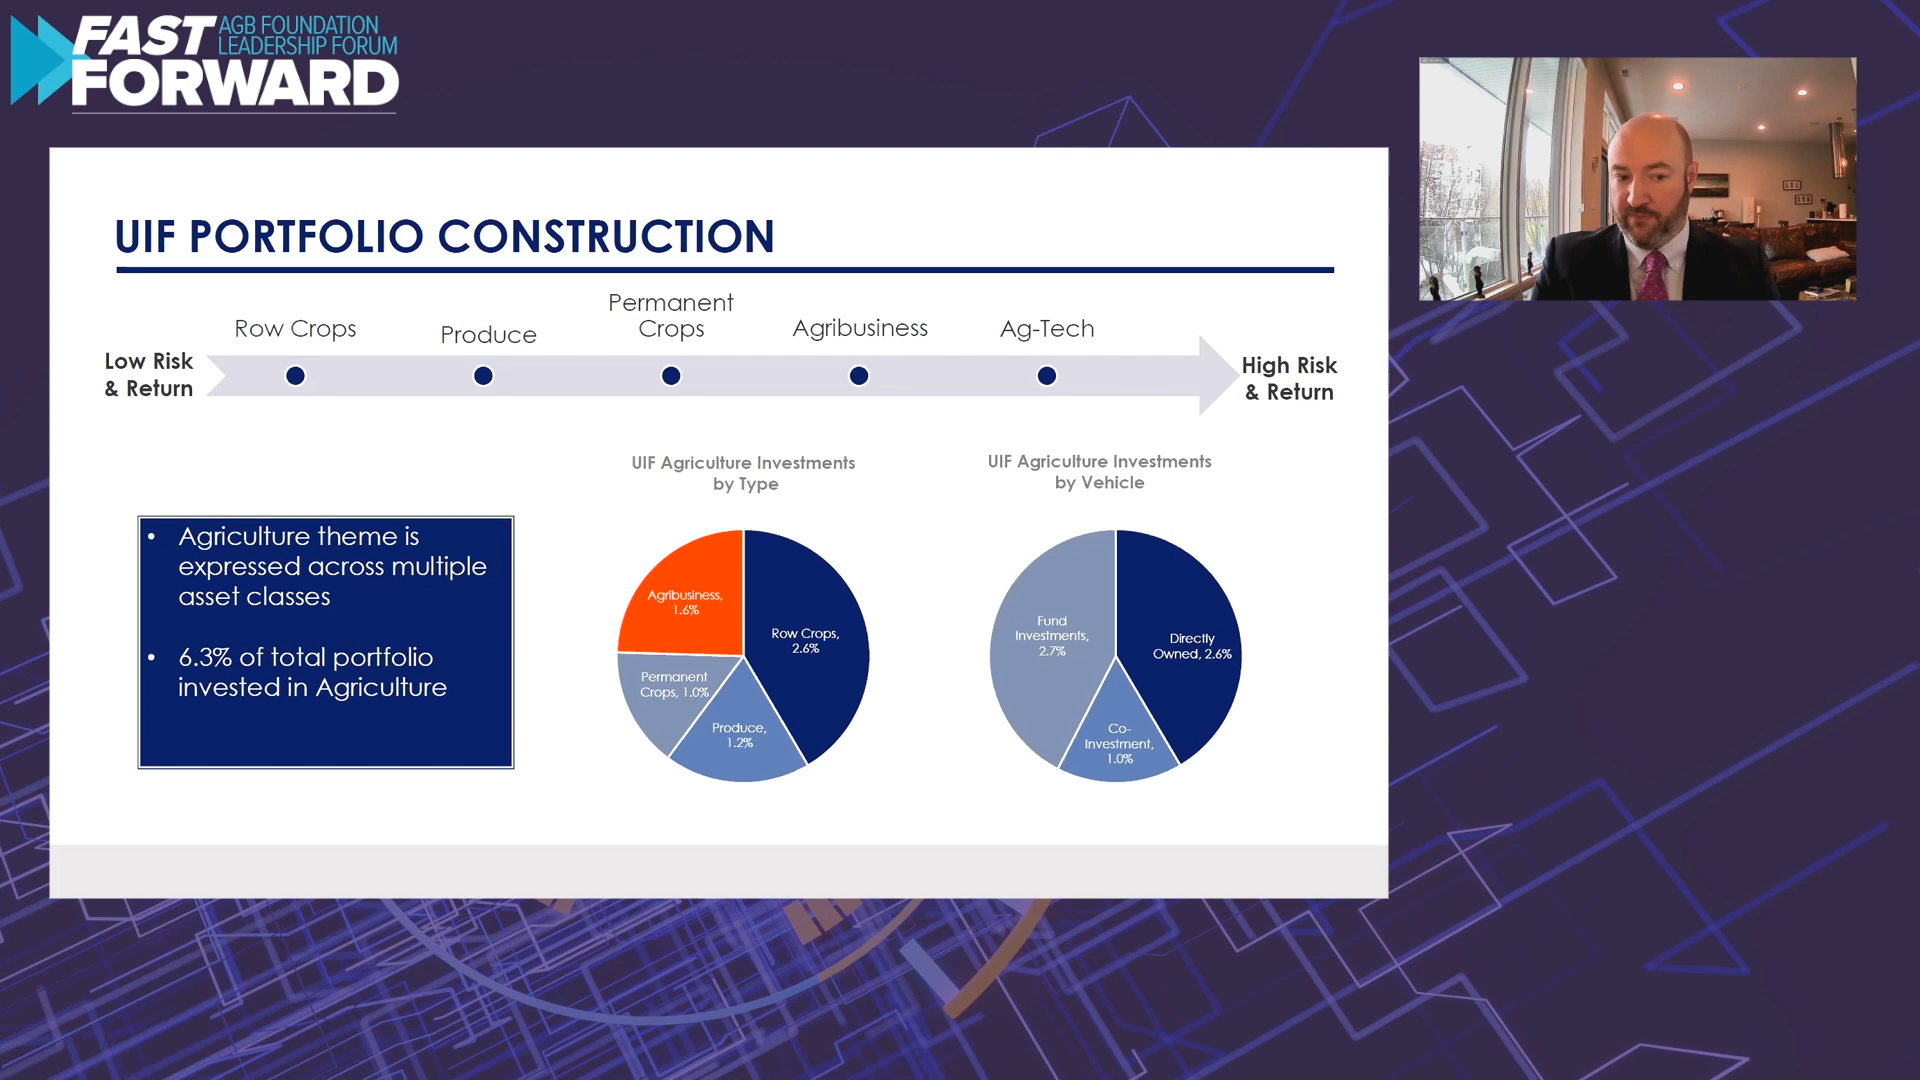 FAST
AGB FOUNDATION
LEADERSHIP FORUM
FORWARD
UIF PORTFOLIO CONSTRUCTION
Low Risk
& Return
Row Crops
Produce
Permanent
Crops
Agribusiness
Ag-Tech
High Risk
& Return
• Agriculture theme is
expressed across multiple
asset classes
• 6.3% of total portfolio
invested in Agriculture
UIF Agriculture Investments
by Type
Agribusiness,
1.6%
Row Crops,
2.6%
Permanent
Crops, 1.0%
Produce,
1.2%
UIF Agriculture Investments
by Vehicle
Fund
Investments,
2.7%
Directly
Owned, 2.6%
Co-
Investment,
1.0%